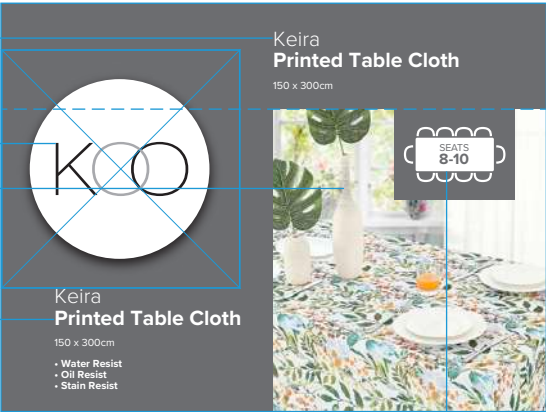 Keira
Printed Table Cloth
150 x 300cm
SEATS
8-10
KOO
Keira
Printed Table Cloth
150 x 300cm
• Water Resist
• Oil Resist
• Stain Resist